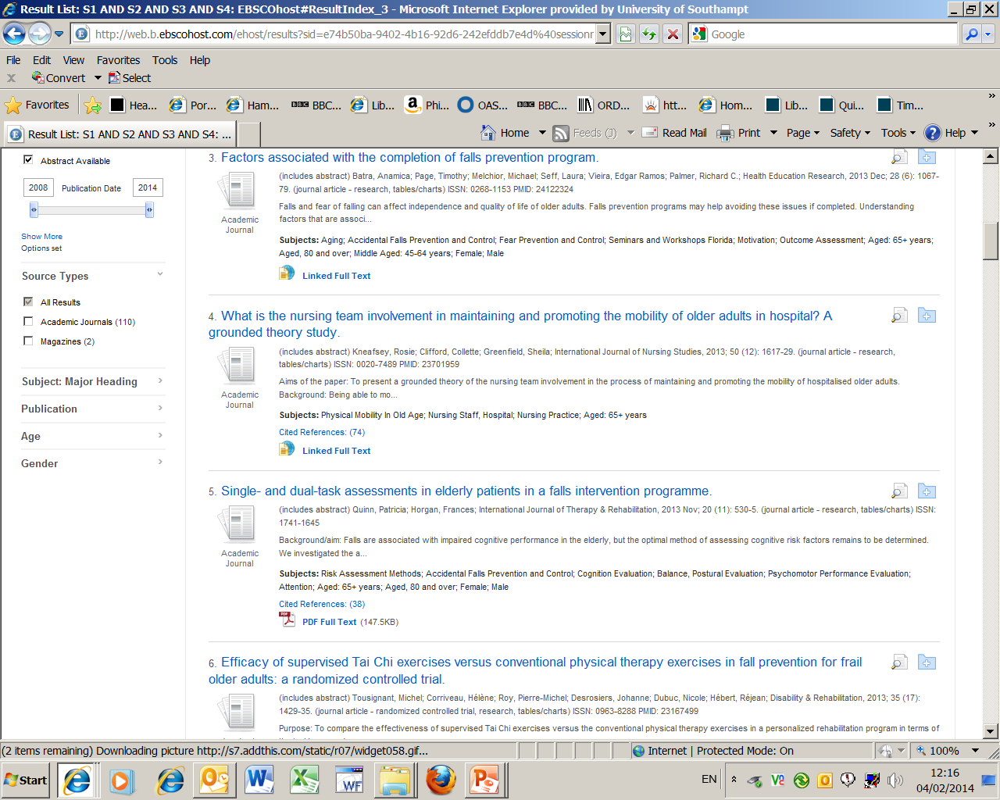 Result List: S1 AND S2 AND S3 AND S4: EBSCOhost#ResultIndex_3 - Microsoft Internet Explorer provided by University of Southampt
http://web.b.ebscohost.com/ehost/results?sid=e74b50ba-9402-4b16-92d6-242efddb7e4d%40sessionr
Google
File Edit View Favorites Tools Help
x Convert Select
Favorites Hea... Por... Ham... BBC BBC... Lib... Phi... OAS... BBC BBC... ORD... htt... Hom... Lib... Qui... Tim... »
Result List: S1 AND S2 AND S3 AND S4: ... Home Feeds (J) Read Mail Print Page Safety Tools Help »
Abstract Available
2008 Publication Date 2014
Show More
Options set
Source Types
All Results
Academic Journals (110)
Magazines (2)
Subject: Major Heading
Publication
Age
Gender
3. Factors associated with the completion of falls prevention program.
(includes abstract) Batra, Anamica; Page, Timothy; Melchior, Michael; Seff, Laura; Vieira, Edgar Ramos; Palmer, Richard C.; Health Education Research, 2013 Dec; 28 (6): 1067-
79. (journal article - research, tables/charts) ISSN: 0268-1153 PMID: 24122324
Falls and fear of falling can affect independence and quality of life of older adults. Falls prevention programs may help avoiding these issues if completed. Understanding
factors that are associ...
Academic
Journal
Subjects: Aging; Accidental Falls Prevention and Control; Fear Prevention and Control; Seminars and Workshops Florida; Motivation; Outcome Assessment; Aged: 65+ years;
Aged, 80 and over; Middle Aged: 45-64 years; Female; Male
Linked Full Text
4. What is the nursing team involvement in maintaining and promoting the mobility of older adults in hospital? A
grounded theory study.
(includes abstract) Kneafsey, Rosie; Clifford, Collette; Greenfield, Sheila; International Journal of Nursing Studies, 2013; 50 (12): 1617-29. (journal article - research,
tables/charts) ISSN: 0020-7489 PMID: 23701959
Aims of the paper: To present a grounded theory of the nursing team involvement in the process of maintaining and promoting the mobility of hospitalised older adults.
Background: Being able to mo...
Academic
Journal
Subjects: Physical Mobility In Old Age; Nursing Staff, Hospital; Nursing Practice; Aged: 65+ years
Cited References: (74)
Linked Full Text
5. Single- and dual-task assessments in elderly patients in a falls intervention programme.
(includes abstract) Quinn, Patricia; Horgan, Frances; International Journal of Therapy & Rehabilitation, 2013 Nov; 20 (11): 530-5. (journal article - research, tables/charts) ISSN:
1741-1645
Background/aim: Falls are associated with impaired cognitive performance in the elderly, but the optimal method of assessing cognitive risk factors remains to be determined.
We investigated the a...
Academic
Journal
Subjects: Risk Assessment Methods; Accidental Falls Prevention and Control; Cognition Evaluation; Balance, Postural Evaluation; Psychomotor Performance Evaluation;
Attention; Aged: 65+ years; Aged, 80 and over; Female; Male
Cited References: (38)
PDF Full Text (147.5KB)
6. Efficacy of supervised Tai Chi exercises versus conventional physical therapy exercises in fall prevention for frail
older adults: a randomized controlled trial.
(includes abstract) Tousignant, Michel; Corriveau, Hélène; Roy, Pierre-Michel; Desrosiers, Johanne; Dubuc, Nicole; Hébert, Réjean; Disability & Rehabilitation, 2013; 35 (17):
1429-35. (journal article - randomized controlled trial, research, tables/charts) ISSN: 0963-8288 PMID: 23167499
Purpose: To compare the effectiveness of supervised Tai Chi exercises versus the conventional physical therapy exercises in a personalized rehabilitation program in terms of
(2 items remaining) Downloading picture http://s7.addthis.com/static/r07/widget058.gif... Internet | Protected Mode: On 100%
Start EN 12:16
04/02/2014